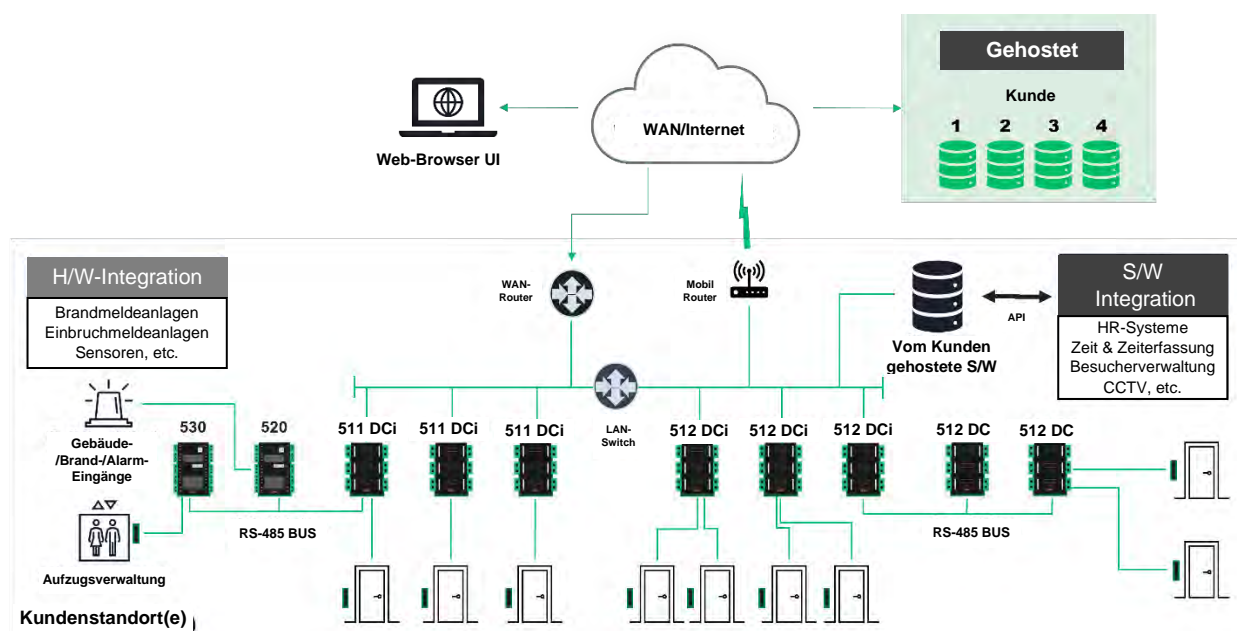 Gehostet
Kunde
1 2 3 4
WAN/Internet
Web-Browser UI
H/W-Integration
Brandmeldeanlagen
Einbruchmeldeanlagen
Sensoren, etc.
WAN-
Router
Mobil
Router
API
S/W
Integration
HR-Systeme
Zeit & Zeiterfassung
Besucherverwaltung
CCTV, etc.
Vom Kunden
gehostete S/W
LAN-
Switch
Gebäude-
/Brand-/Alarm-
Eingänge
530
520
511 DCi
511 DCi
511 DCi
512 DCi
512 DCi
512 DCi
512 DC
512 DC
RS-485 BUS
RS-485 BUS
Aufzugsverwaltung
Kundenstandort(e)